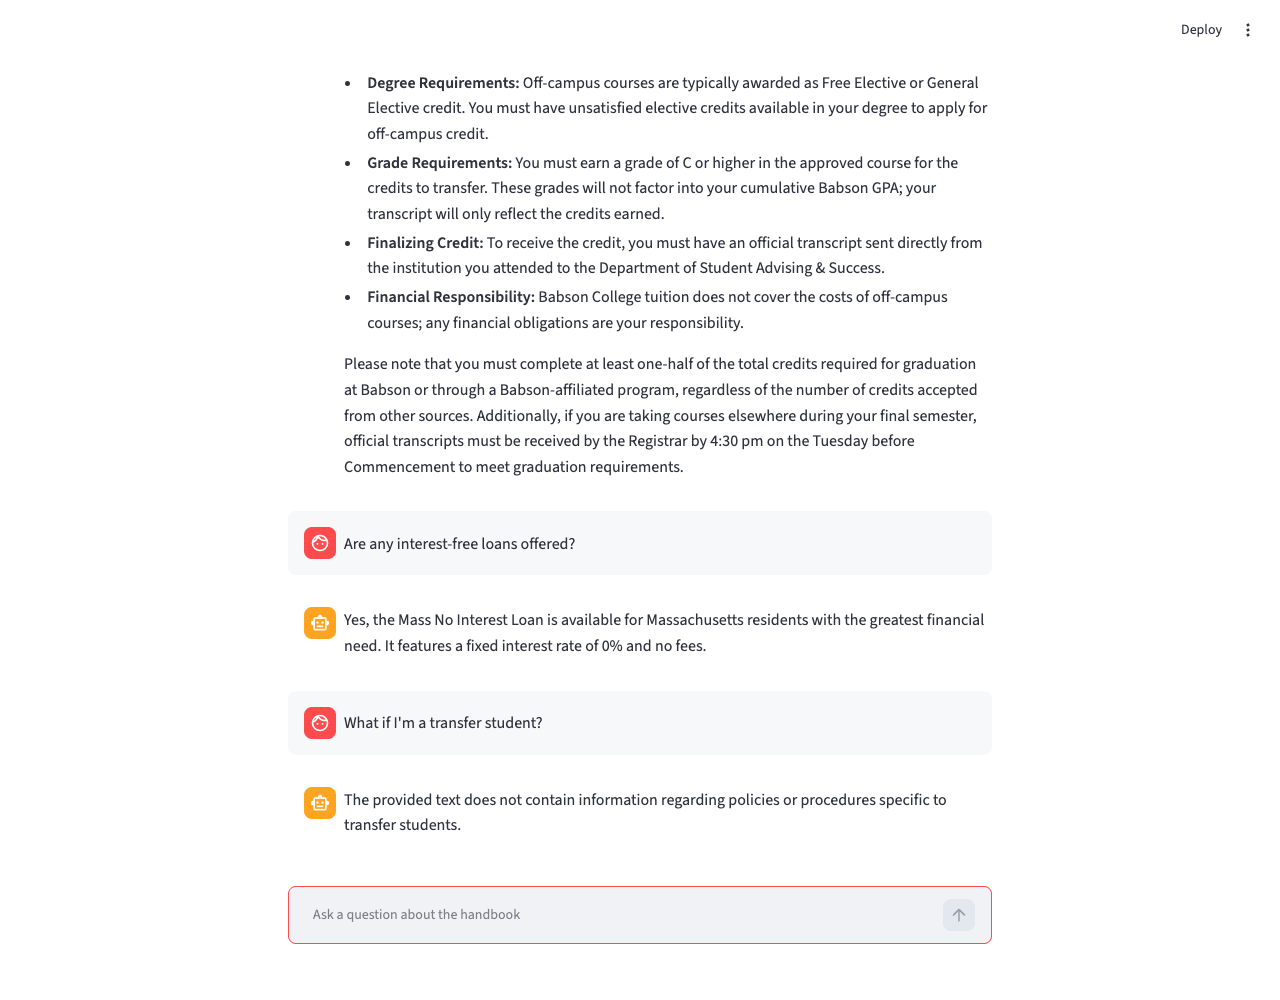 Deploy
Degree Requirements: Off-campus courses are typically awarded as Free Elective or General
Elective credit. You must have unsatisfied elective credits available in your degree to apply for
off-campus credit.
Grade Requirements: You must earn a grade of C or higher in the approved course for the
credits to transfer. These grades will not factor into your cumulative Babson GPA; your
transcript will only reflect the credits earned.
Finalizing Credit: To receive the credit, you must have an official transcript sent directly from
the institution you attended to the Department of Student Advising & Success.
Financial Responsibility: Babson College tuition does not cover the costs of off-campus
courses; any financial obligations are your responsibility.
Please note that you must complete at least one-half of the total credits required for graduation
at Babson or through a Babson-affiliated program, regardless of the number of credits accepted
from other sources. Additionally, if you are taking courses elsewhere during your final semester,
official transcripts must be received by the Registrar by 4:30 pm on the Tuesday before
Commencement to meet graduation requirements.
Are any interest-free loans offered?
Yes, the Mass No Interest Loan is available for Massachusetts residents with the greatest financial
need. It features a fixed interest rate of 0% and no fees.
What if I'm a transfer student?
The provided text does not contain information regarding policies or procedures specific to
transfer students.
Ask a question about the handbook